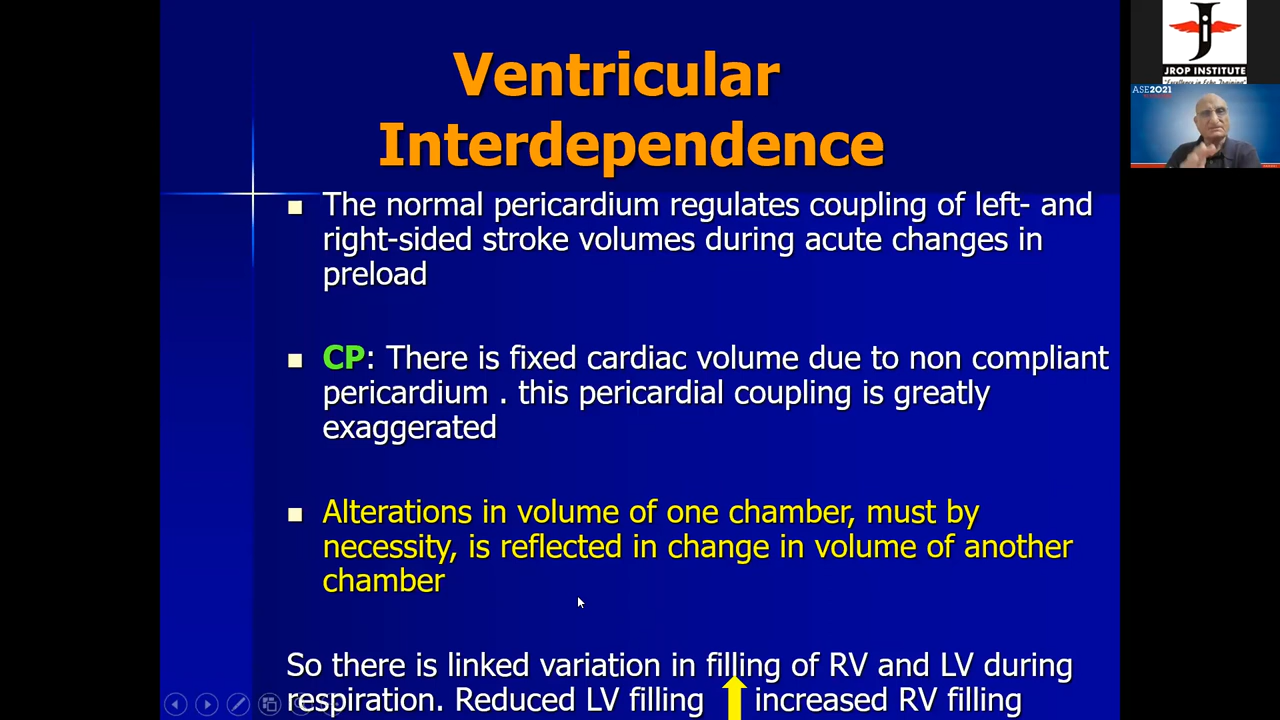 Ventricular
Interdependence
The normal pericardium regulates coupling of left- and
right-sided stroke volumes during acute changes in
preload
CP: There is fixed cardiac volume due to non compliant
pericardium . this pericardial coupling is greatly
exaggerated
Alterations in volume of one chamber, must by
necessity, is reflected in change in volume of another
chamber
So there is linked variation in filling of RV and LV during
respiration. Reduced LV filling increased RV filling
J
JROP INSTITUTE
"Excellence in Echo Training"
ASE2021